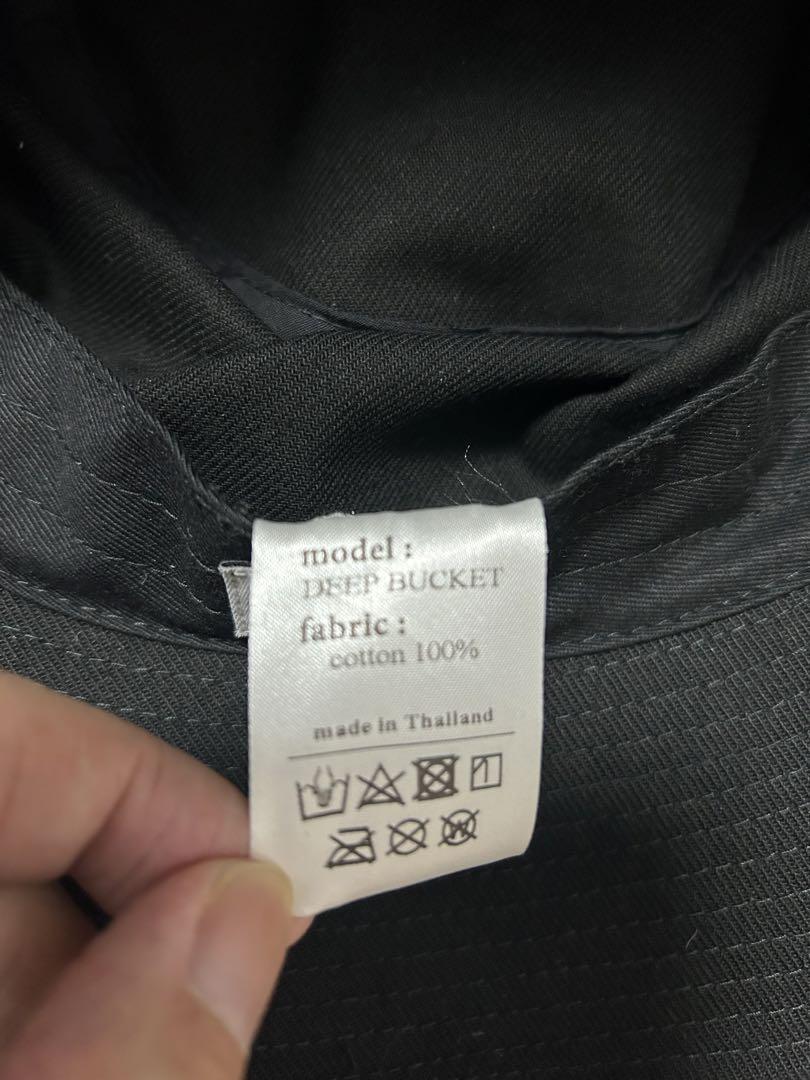 model :
DEEP BUCKET
fabric :
cotton 100%
made in Thailand